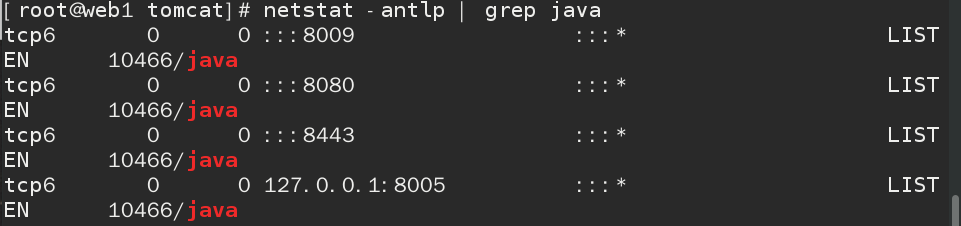 [root@web1 tomcat]# netstat -antlp | grep java
tcp6       0      0 :::8009                 :::*                    LIST
EN      10466/java
tcp6       0      0 :::8080                 :::*                    LIST
EN      10466/java
tcp6       0      0 :::8443                 :::*                    LIST
EN      10466/java
tcp6       0      0 127.0.0.1:8005          :::*                    LIST
EN      10466/java